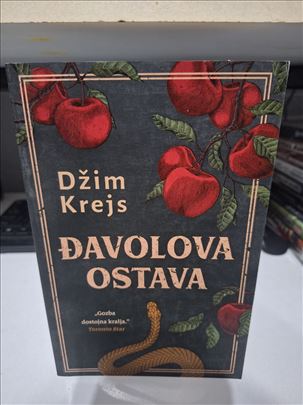 Džim
Krejs
ĐAVOLOVA
OSTAVA
„Gozba
dostojna kralja.”
Toronto Star